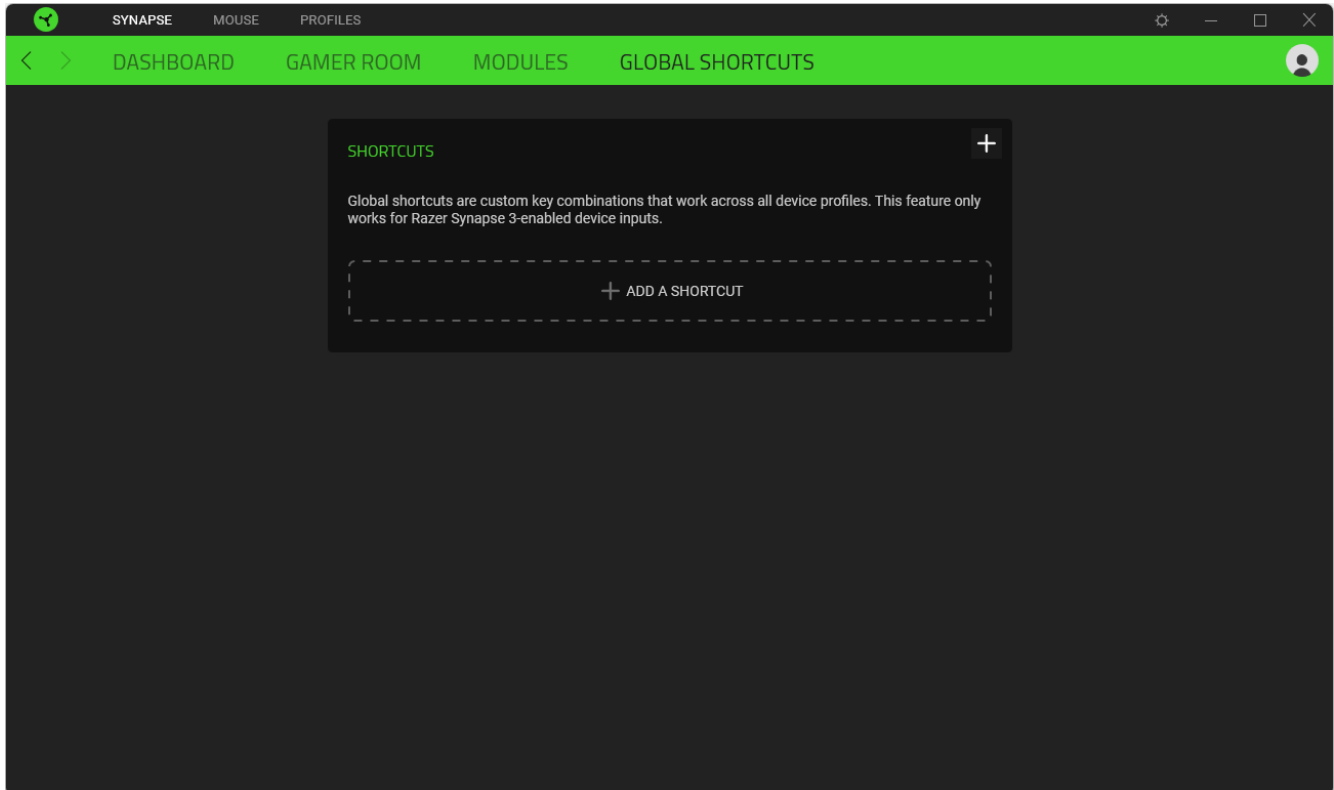 SYNAPSE MOUSE PROFILES
DASHBOARD GAMER ROOM MODULES GLOBAL SHORTCUTS
SHORTCUTS
Global shortcuts are custom key combinations that work across all device profiles. This feature only
works for Razer Synapse 3-enabled device inputs.
ADD A SHORTCUT